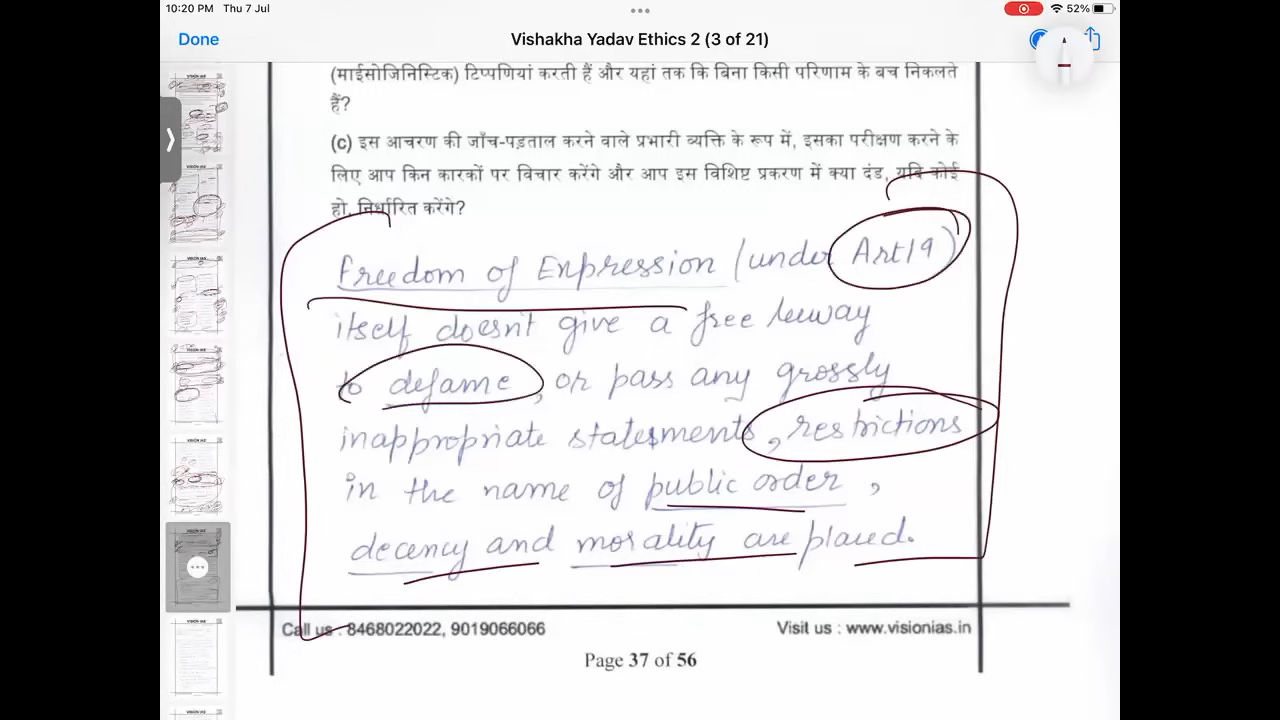 10:20 PM Thu 7 Jul
52%
Done
Vishakha Yadav Ethics 2 (3 of 21)
(माईसोजिनिस्टिक) टिप्पणियां करती हैं और यहां तक कि बिना किसी परिणाम के बच निकलते
हैं?
(c) इस आचरण की जाँच-पड़ताल करने वाले प्रभारी व्यक्ति के रूप में, इसका परीक्षण करने के
लिए आप किन कारकों पर विचार करेंगे और आप इस विशिष्ट प्रकरण में क्या दंड, यदि कोई
हो, निर्धारित करेंगे?
Freedom of Expression (under Art 19)
itself doesn't give a free leeway
to defame, or pass any grossly
inappropriate statesments, restrictions
in the name of public order,
decency and morality are placed.
Call us : 8468022022, 9019066066
Visit us : www.visionias.in
Page 37 of 56